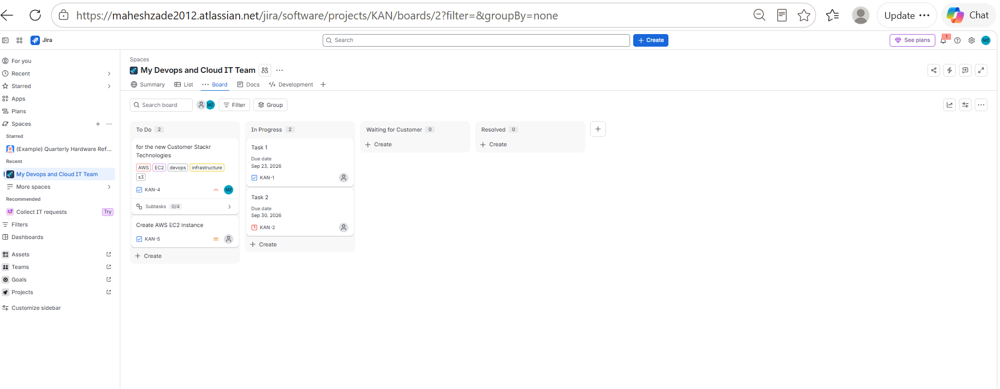 https://maheshzade2012.atlassian.net/jira/software/projects/KAN/boards/2?filter=&groupBy=none
Update
Chat
Jira
Search
+ Create
See plans
1
MZ
For you
Recent
Starred
Apps
Plans
Spaces
Starred
(Example) Quarterly Hardware Ref...
Recent
My Devops and Cloud IT Team
More spaces
Recommended
Collect IT requests
Try
Filters
Dashboards
Assets
Teams
Goals
Projects
Customize sidebar
Spaces
My Devops and Cloud IT Team
Summary
List
Board
Docs
Development
Search board
MZ
Filter
Group
To Do 2
for the new Customer Stackr
Technologies
AWS EC2 devops infrastructure
s3
KAN-4
MZ
Subtasks 0/4
Create AWS EC2 instance
KAN-5
+ Create
In Progress 2
Task 1
Due date
Sep 23, 2026
KAN-1
Task 2
Due date
Sep 30, 2026
KAN-2
+ Create
Waiting for Customer 0
+ Create
Resolved 0
+ Create